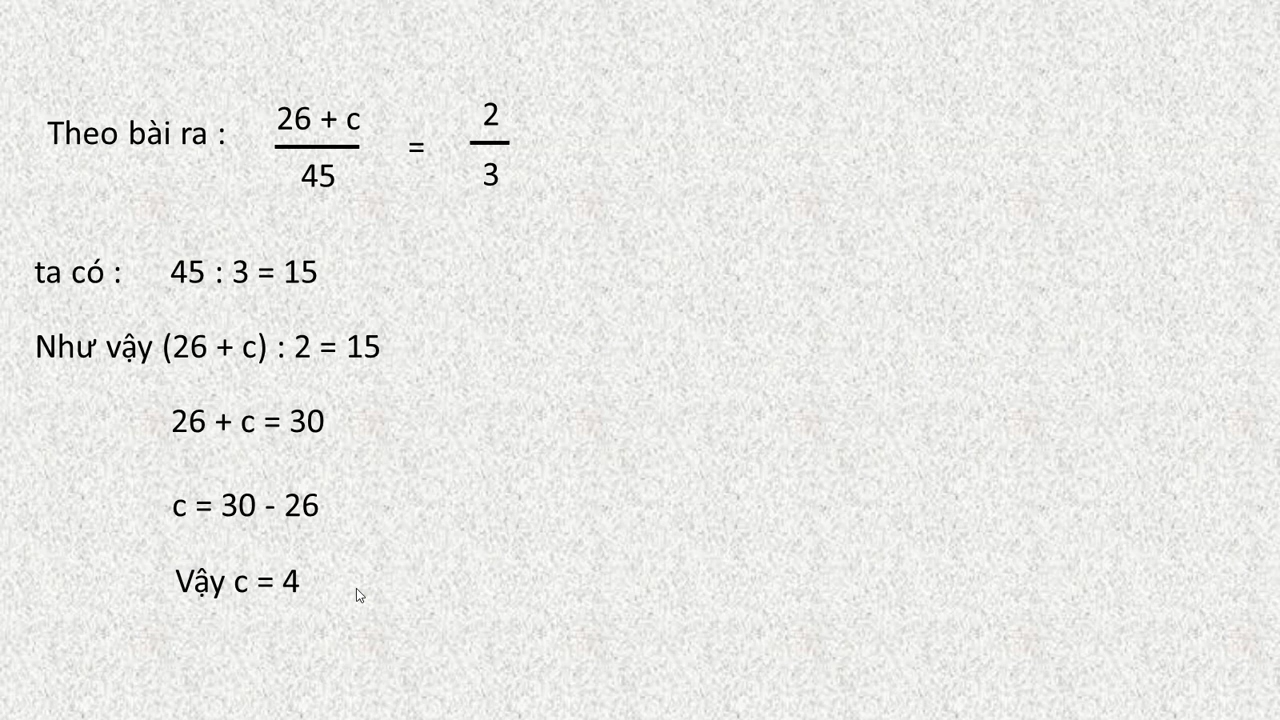 Theo bài ra : 26 + c / 45 = 2 / 3
ta có : 45 : 3 = 15
Như vậy (26 + c) : 2 = 15
26 + c = 30
c = 30 - 26
Vậy c = 4